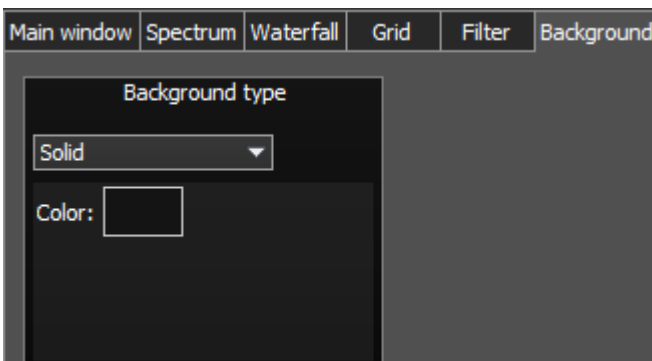 Main window Spectrum Waterfall Grid Filter Background
Background type
Solid
Color: